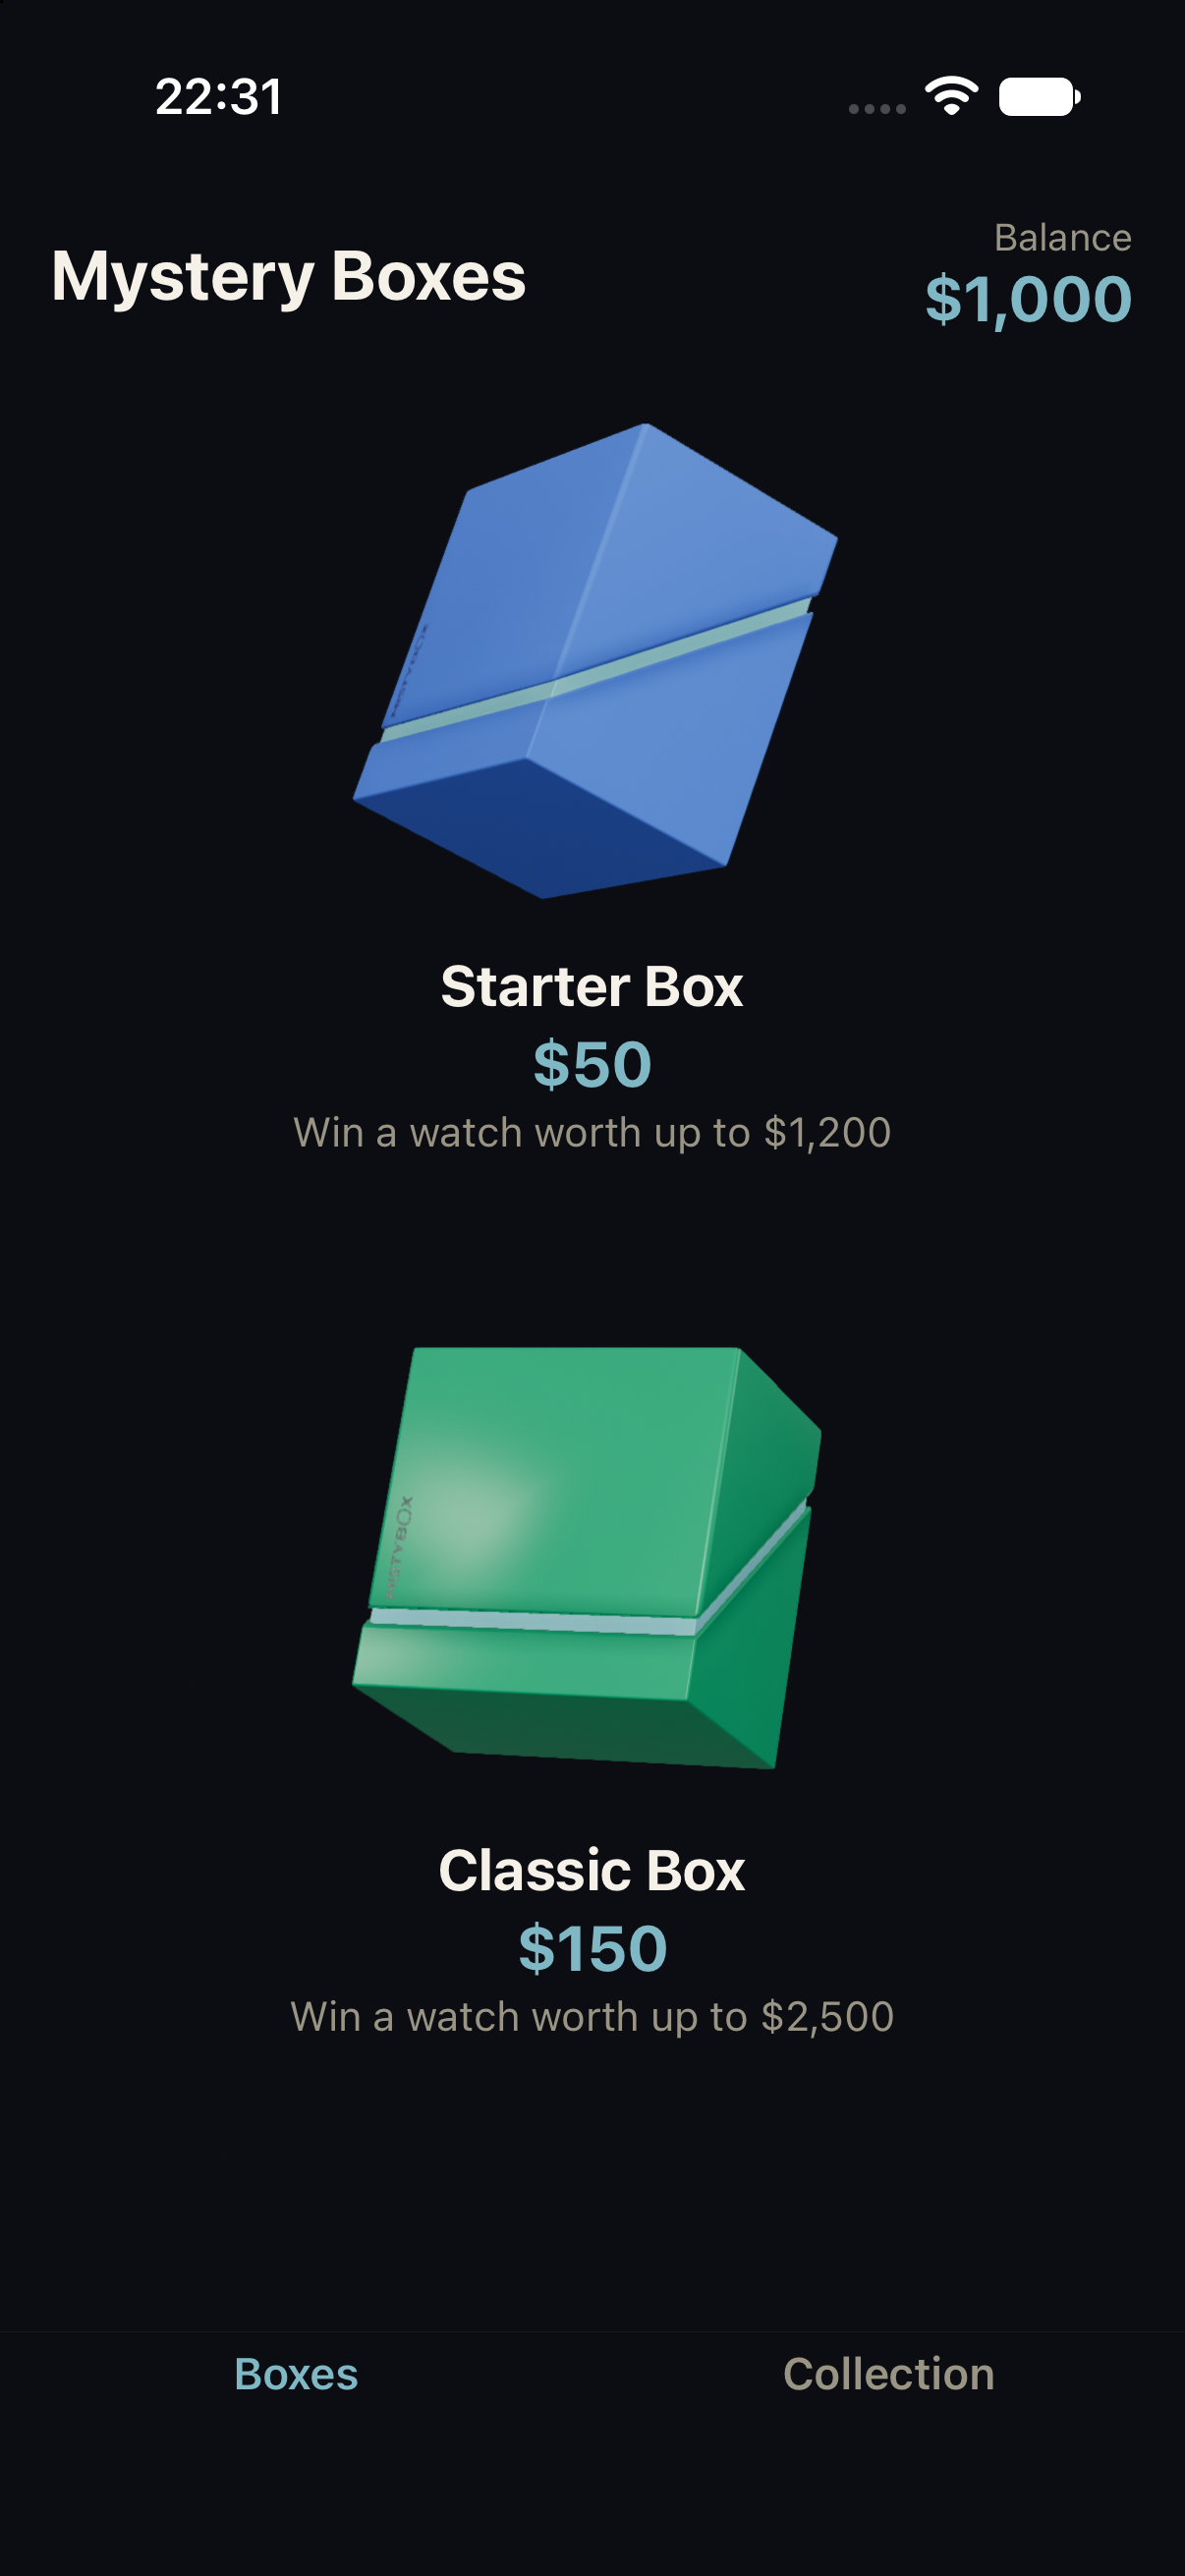 22:31
Mystery Boxes
Balance
$1,000
Starter Box
$50
Win a watch worth up to $1,200
MISTYBOX
Classic Box
$150
Win a watch worth up to $2,500
Boxes
Collection